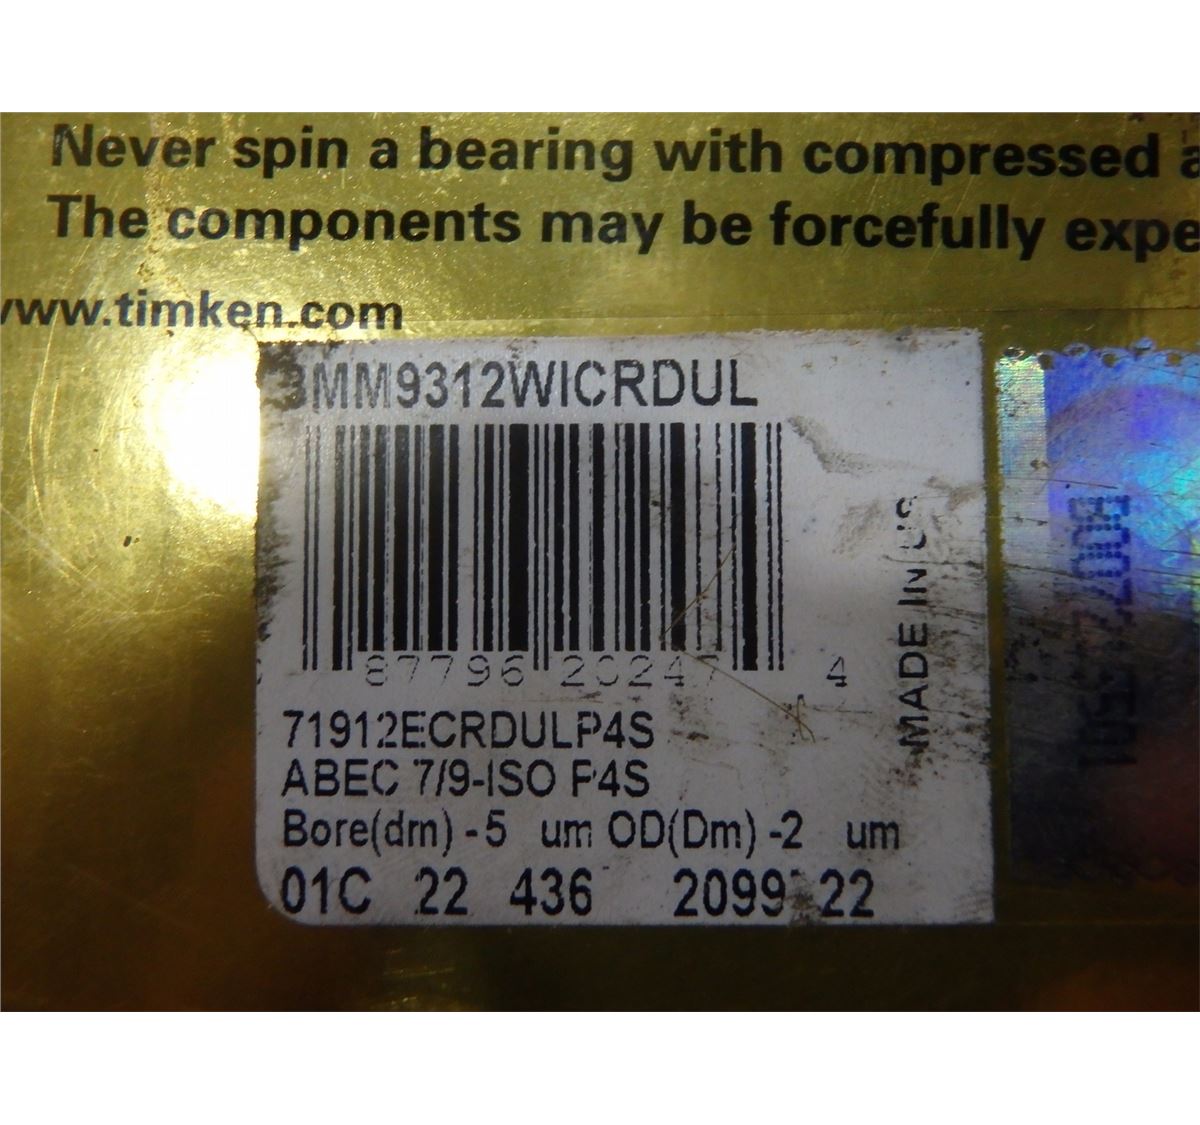 Never spin a bearing with compressed
The components may be forcefully expe
www.timken.com
3MM9312WICRDUL
87796 20247 4
MADE IN US
71912ECRDULP4S
ABEC 7/9-ISO P4S
Bore(dm) -5 um OD(Dm) -2 um
01C 22 436 2099 22